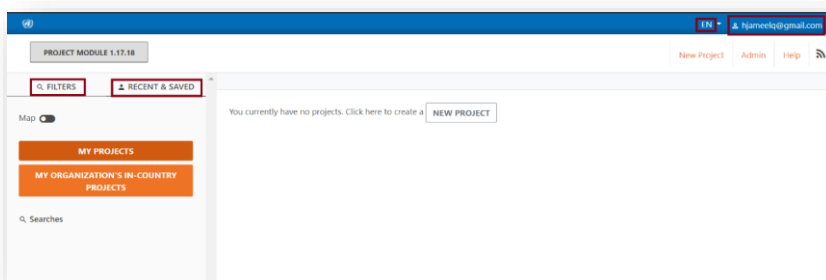 EN hjameelq@gmail.com
PROJECT MODULE 1.17.18
New Project Admin Help
FILTERS RECENT & SAVED
Map
You currently have no projects. Click here to create a NEW PROJECT
MY PROJECTS
MY ORGANIZATION'S IN-COUNTRY
PROJECTS
Searches